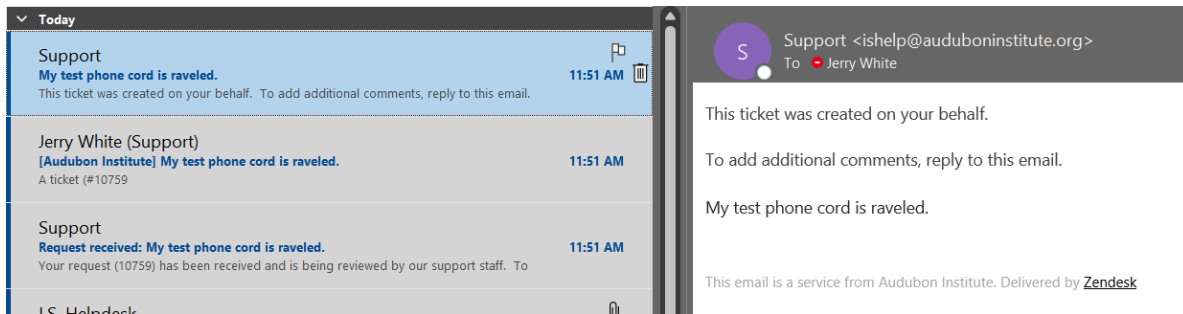 Today
Support
My test phone cord is raveled.
11:51 AM
This ticket was created on your behalf. To add additional comments, reply to this email.
Jerry White (Support)
[Audubon Institute] My test phone cord is raveled.
11:51 AM
A ticket (#10759
Support
Request received: My test phone cord is raveled.
11:51 AM
Your request (10759) has been received and is being reviewed by our support staff. To
I.S. Helpdesk
S
Support <ishelp@auduboninstitute.org>
To Jerry White
This ticket was created on your behalf.
To add additional comments, reply to this email.
My test phone cord is raveled.
This email is a service from Audubon Institute. Delivered by Zendesk